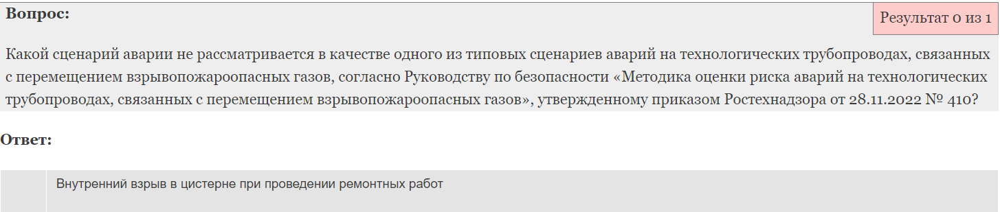 Вопрос:
Результат 0 из 1
Какой сценарий аварии не рассматривается в качестве одного из типовых сценариев аварий на технологических трубопроводах, связанных
с перемещением взрывопожароопасных газов, согласно Руководству по безопасности «Методика оценки риска аварий на технологических
трубопроводах, связанных с перемещением взрывопожароопасных газов», утвержденному приказом Ростехнадзора от 28.11.2022 № 410?
Ответ:
Внутренний взрыв в цистерне при проведении ремонтных работ